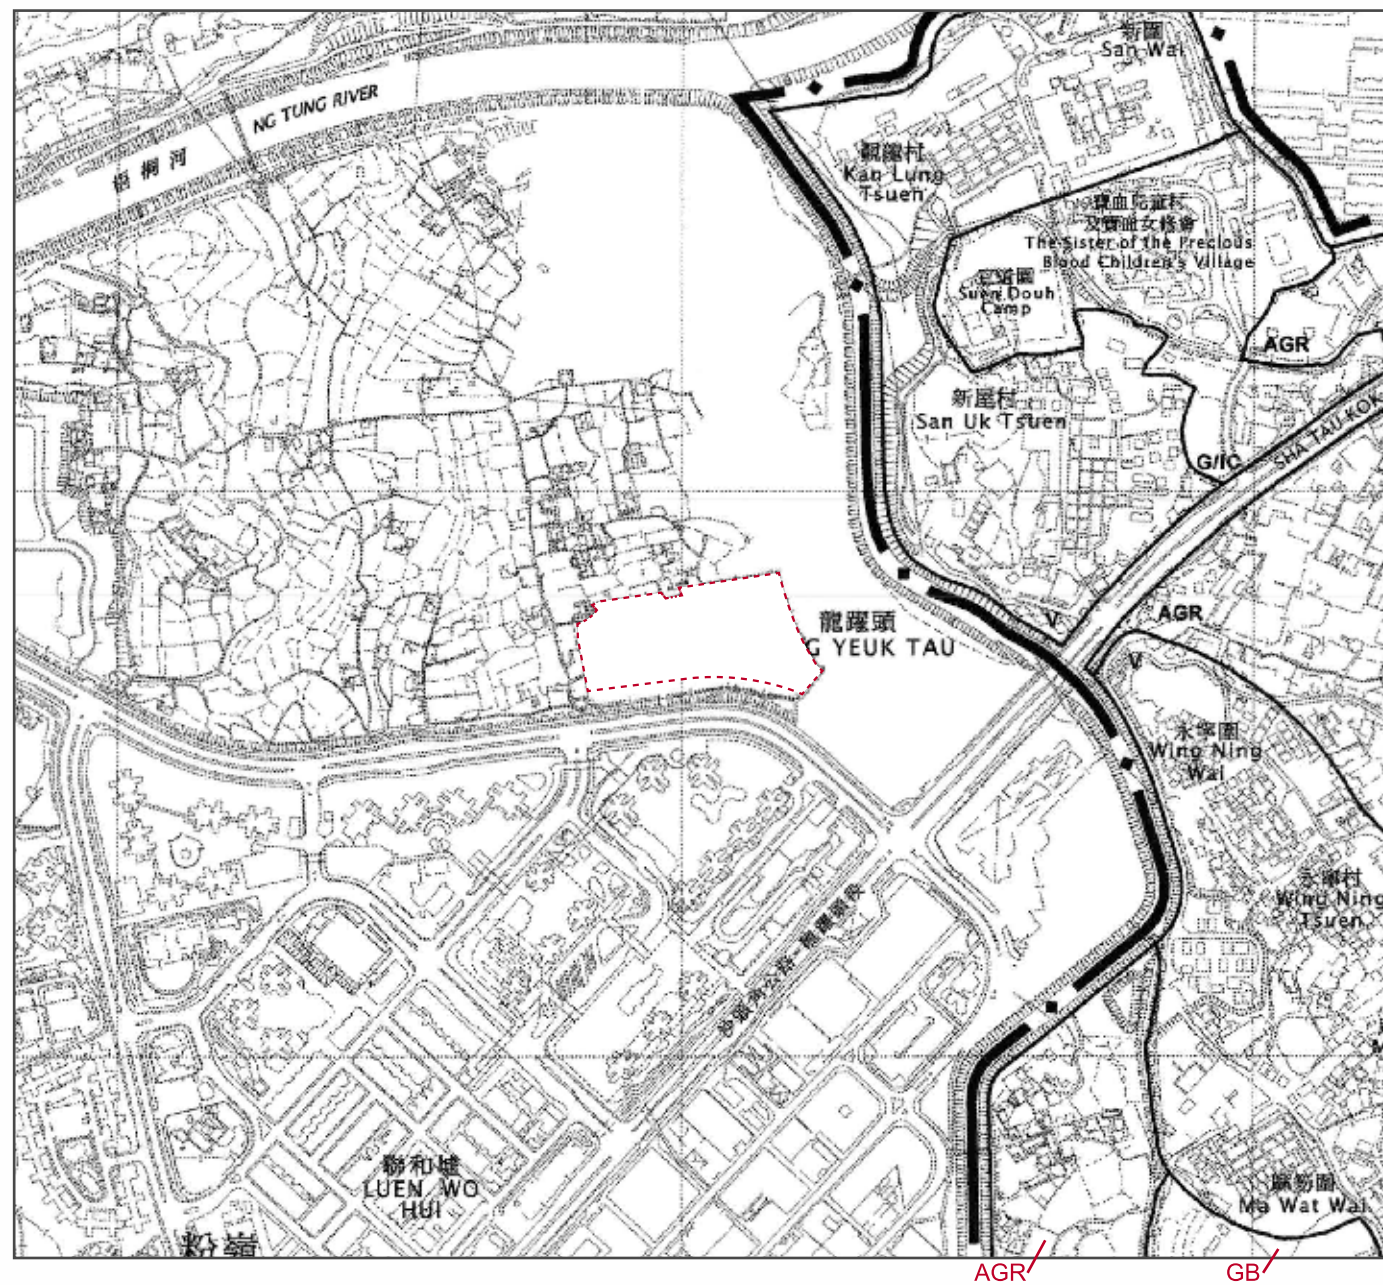 新圍
San Wai
NG TUNG RIVER
梧桐河
觀龍村
Kan Lung
Tsuen
寶血兒童村
及寶血女修會
The Sister of the Precious
Blood Children's Village
Suen Douh
Camp
AGR
新屋村
San Uk Tsuen
G/IC
SHA TAU KOK
V
AGR
龍躍頭
G YEUK TAU
V
永寧圍
Wing Ning
Wai
永寧村
Wing Ning
Tsuen
聯和墟
LUEN WO
HUI
麻笏圍
Ma Wat Wai
粉嶺
AGR
GB